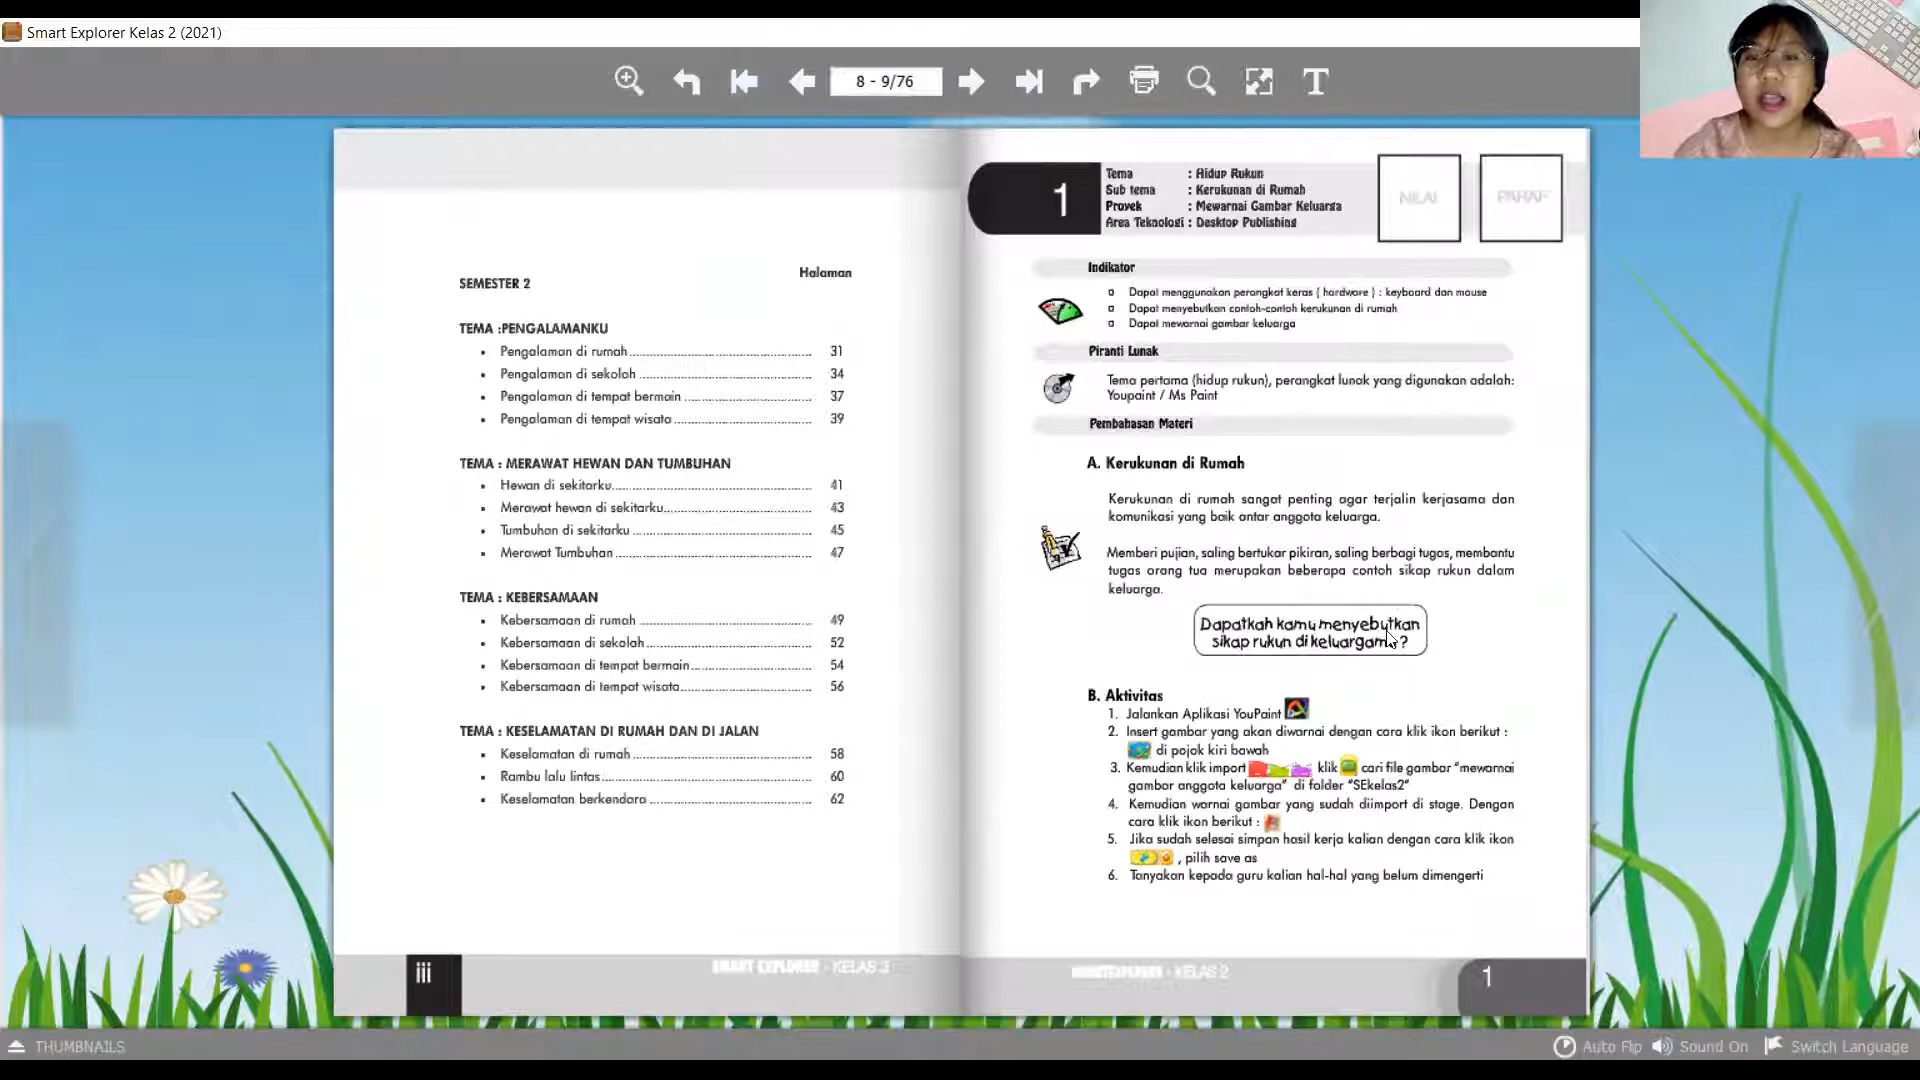 Smart Explorer Kelas 2 (2021)
8 - 9/76
Halaman
SEMESTER 2
TEMA :PENGALAMANKU
• Pengalaman di rumah 31
• Pengalaman di sekolah 34
• Pengalaman di tempat bermain 37
• Pengalaman di tempat wisata 39
TEMA : MERAWAT HEWAN DAN TUMBUHAN
• Hewan di sekitarku 41
• Merawat hewan di sekitarku 43
• Tumbuhan di sekitarku 45
• Merawat Tumbuhan 47
TEMA : KEBERSAMAAN
• Kebersamaan di rumah 49
• Kebersamaan di sekolah 52
• Kebersamaan di tempat bermain 54
• Kebersamaan di tempat wisata 56
TEMA : KESELAMATAN DI RUMAH DAN DI JALAN
• Keselamatan di rumah 58
• Rambu lalu lintas 60
• Keselamatan berkendara 62
iii
SMART EXPLORER - KELAS 3
1
Tema : Hidup Rukun
Sub tema : Kerukunan di Rumah
Proyek : Mewarnai Gambar Keluarga
Area Teknologi : Desktop Publishing
NILAI
PARAF
Indikator
Dapat menggunakan perangkat keras ( hardware ) : keyboard dan mouse
Dapat menyebutkan contoh-contoh kerukunan di rumah
Dapat mewarnai gambar keluarga
Piranti Lunak
Tema pertama (hidup rukun), perangkat lunak yang digunakan adalah:
Youpaint / Ms Paint
Pembahasan Materi
A. Kerukunan di Rumah
Kerukunan di rumah sangat penting agar terjalin kerjasama dan
komunikasi yang baik antar anggota keluarga.
Memberi pujian, saling bertukar pikiran, saling berbagi tugas, membantu
tugas orang tua merupakan beberapa contoh sikap rukun dalam
keluarga.
Dapatkah kamu menyebutkan
sikap rukun di keluargamu ?
B. Aktivitas
1. Jalankan Aplikasi YouPaint
2. Insert gambar yang akan diwarnai dengan cara klik ikon berikut :
di pojok kiri bawah
3. Kemudian klik import klik cari file gambar "mewarnai
gambar anggota keluarga" di folder "SEkelas2"
4. Kemudian warnai gambar yang sudah diimport di stage. Dengan
cara klik ikon berikut :
5. Jika sudah selesai simpan hasil kerja kalian dengan cara klik ikon
, pilih save as
6. Tanyakan kepada guru kalian hal-hal yang belum dimengerti
SMART EXPLORER - KELAS 2
1
THUMBNAILS
Auto Flip
Sound On
Switch Language